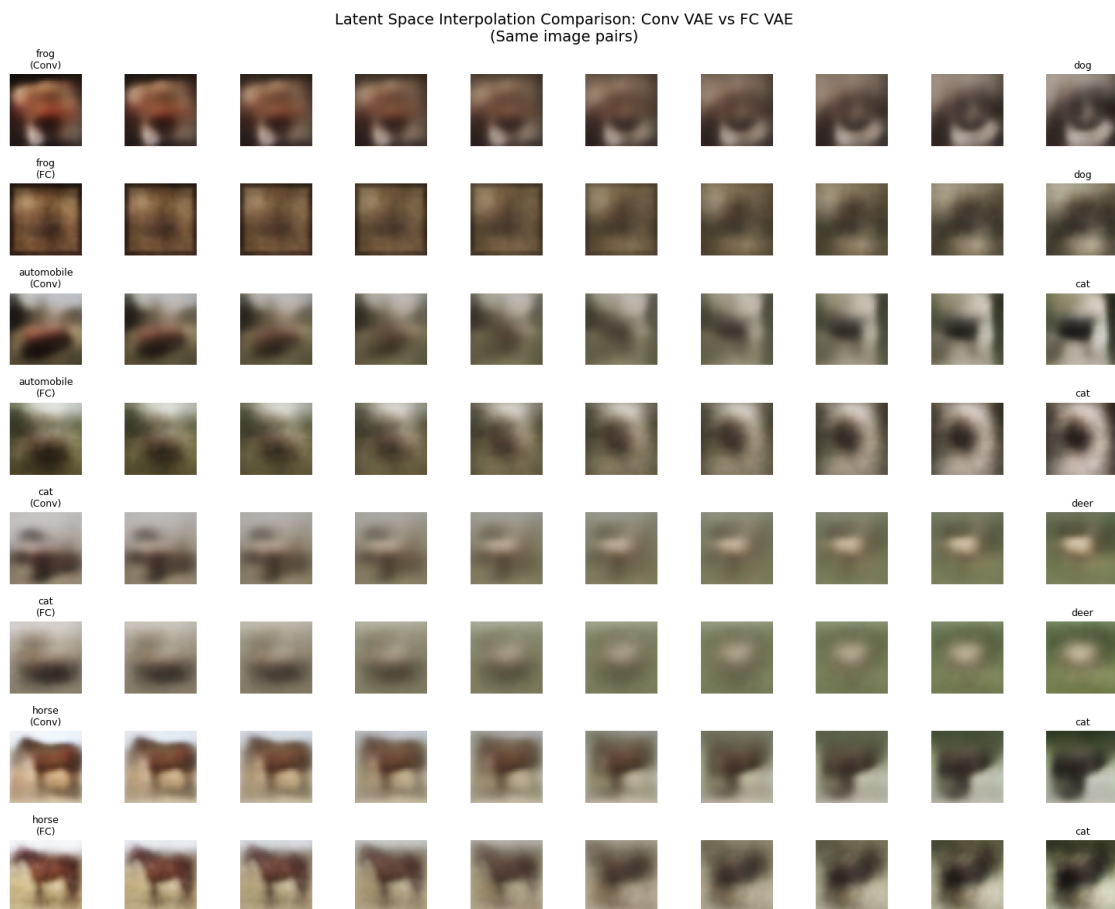 Latent Space Interpolation Comparison: Conv VAE vs FC VAE
(Same image pairs)
frog
(Conv)
dog
frog
(FC)
dog
automobile
(Conv)
cat
automobile
(FC)
cat
cat
(Conv)
deer
cat
(FC)
deer
horse
(Conv)
cat
horse
(FC)
cat